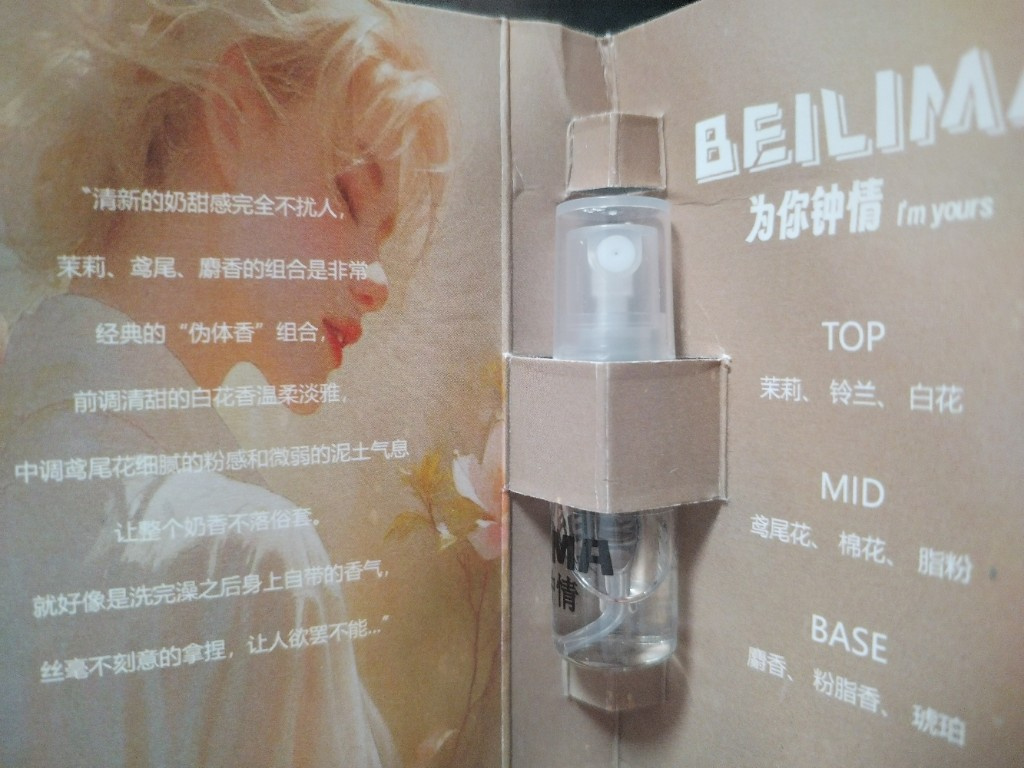 “清新的奶甜感完全不扰人,
茉莉、鸢尾、麝香的组合是非常
经典的“伪体香”组合,
前调清甜的白花香温柔淡雅,
中调鸢尾花细腻的粉感和微弱的泥土气息
让整个奶香不落俗套。
就好像是洗完澡之后身上自带的香气,
丝毫不刻意的拿捏，让人欲罢不能...”
BEILIMA
为你钟情 I'm yours
TOP
茉莉、铃兰、白花
MID
鸢尾花、棉花、脂粉
BASE
麝香、粉脂香、琥珀
MA
情